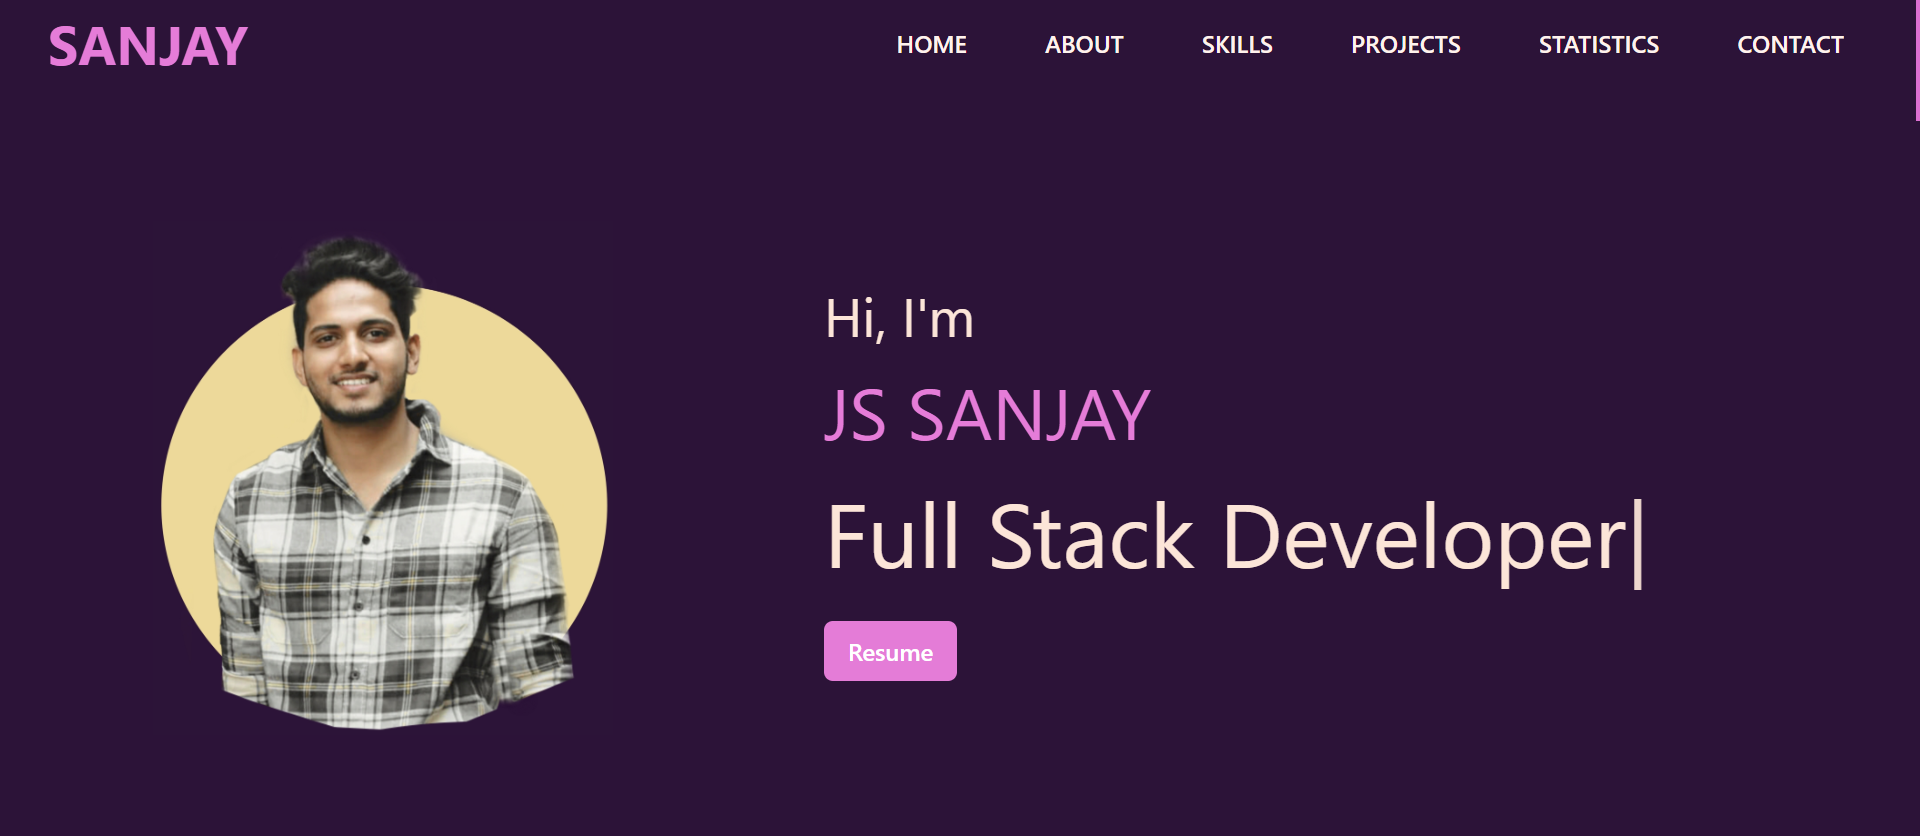 SANJAY
HOME ABOUT SKILLS PROJECTS STATISTICS CONTACT
Hi, I'm
JS SANJAY
Full Stack Developer|
Resume